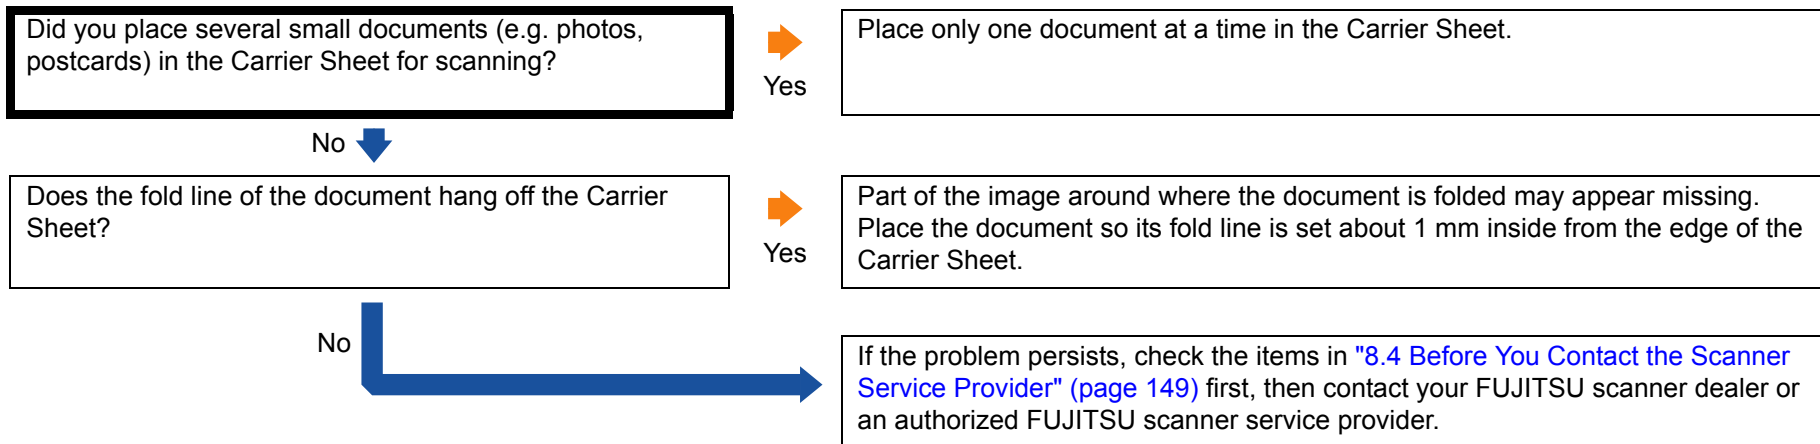 Did you place several small documents (e.g. photos,
postcards) in the Carrier Sheet for scanning?
Yes
Place only one document at a time in the Carrier Sheet.
No
Does the fold line of the document hang off the Carrier
Sheet?
Yes
Part of the image around where the document is folded may appear missing.
Place the document so its fold line is set about 1 mm inside from the edge of the
Carrier Sheet.
No
If the problem persists, check the items in "8.4 Before You Contact the Scanner
Service Provider" (page 149) first, then contact your FUJITSU scanner dealer or
an authorized FUJITSU scanner service provider.